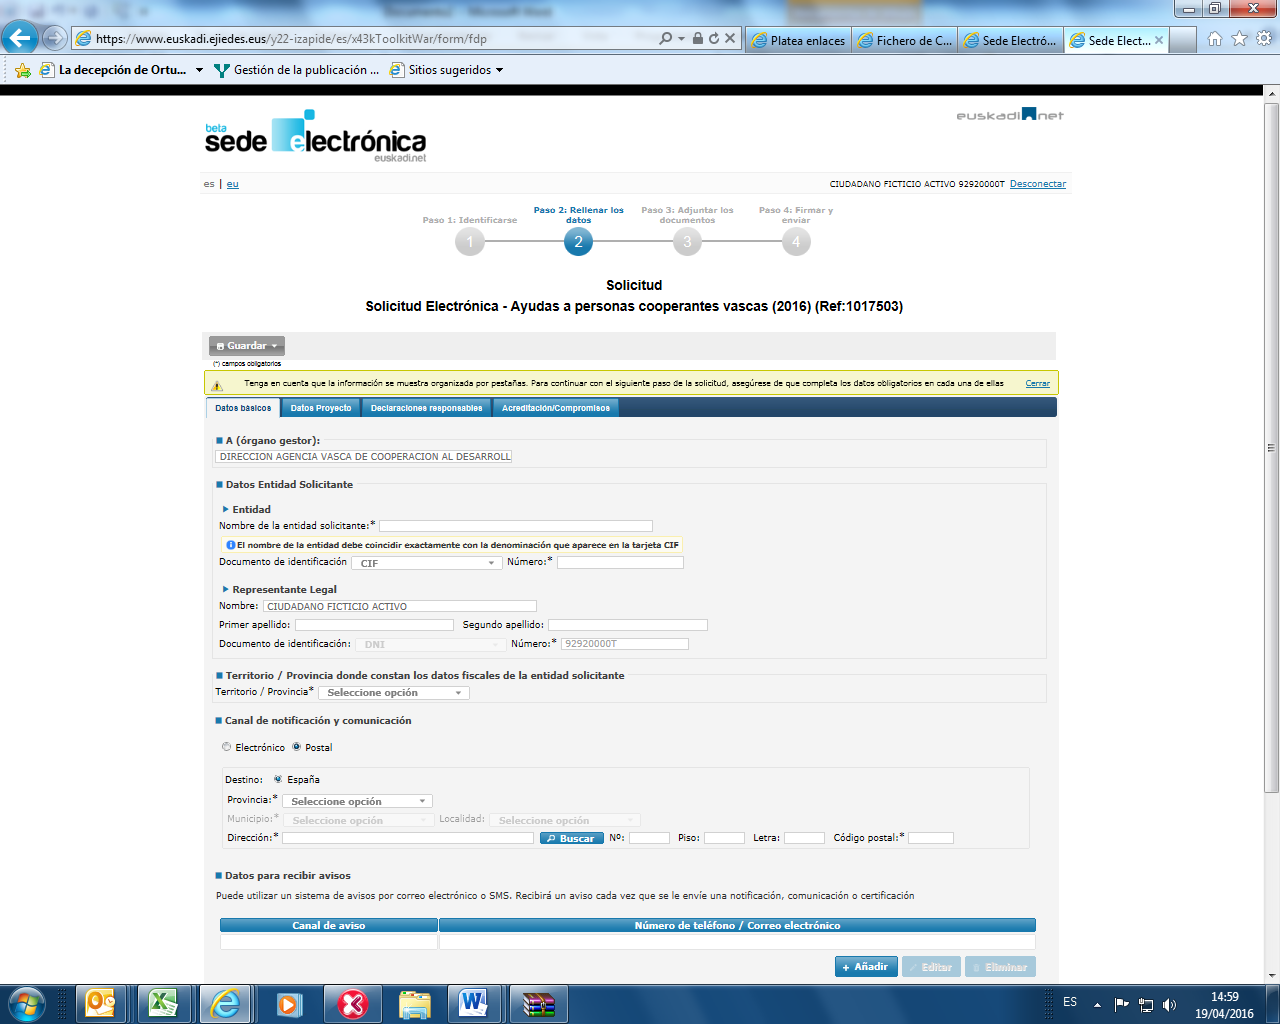 https://www.euskadi.ejiedes.eus/y22-izapide/es/x43kToolkitWar/form/fdp
Platea enlaces
Fichero de C...
Sede Electró...
Sede Elect...
La decepción de Ortu...
Gestión de la publicación ...
Sitios sugeridos
beta
sede electrónica
euskadi.net
euskadi.net
es | eu
CIUDADANO FICTICIO ACTIVO 92920000T Desconectar
Paso 1: Identificarse
Paso 2: Rellenar los datos
Paso 3: Adjuntar los documentos
Paso 4: Firmar y enviar
1
2
3
4
Solicitud
Solicitud Electrónica - Ayudas a personas cooperantes vascas (2016) (Ref:1017503)
Guardar
(*) campos obligatorios
Tenga en cuenta que la información se muestra organizada por pestañas. Para continuar con el siguiente paso de la solicitud, asegúrese de que completa los datos obligatorios en cada una de ellas
Cerrar
Datos básicos
Datos Proyecto
Declaraciones responsables
Acreditación/Compromisos
A (órgano gestor):
DIRECCION AGENCIA VASCA DE COOPERACION AL DESARROLL
Datos Entidad Solicitante
Entidad
Nombre de la entidad solicitante:*
El nombre de la entidad debe coincidir exactamente con la denominación que aparece en la tarjeta CIF
Documento de identificación CIF Número:*
Representante Legal
Nombre: CIUDADANO FICTICIO ACTIVO
Primer apellido: Segundo apellido:
Documento de identificación: DNI Número:* 92920000T
Territorio / Provincia donde constan los datos fiscales de la entidad solicitante
Territorio / Provincia* Seleccione opción
Canal de notificación y comunicación
Electrónico Postal
Destino: España
Provincia:* Seleccione opción
Municipio:* Seleccione opción Localidad: Seleccione opción
Dirección:* Buscar Nº: Piso: Letra: Código postal:*
Datos para recibir avisos
Puede utilizar un sistema de avisos por correo electrónico o SMS. Recibirá un aviso cada vez que se le envíe una notificación, comunicación o certificación
Canal de aviso
Número de teléfono / Correo electrónico
Añadir
Editar
Eliminar
ES
14:59
19/04/2016